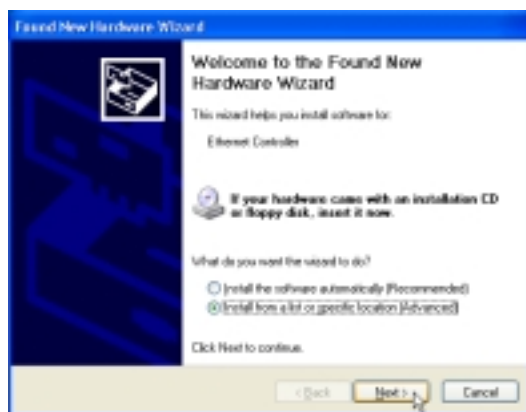 Found New Hardware Wizard
Welcome to the Found New
Hardware Wizard
This wizard helps you install software for:
Ethernet Controller
If your hardware came with an installation CD
or floppy disk, insert it now.
What do you want the wizard to do?
Install the software automatically (Recommended)
Install from a list or specific location (Advanced)
Click Next to continue.
< Back Next > Cancel